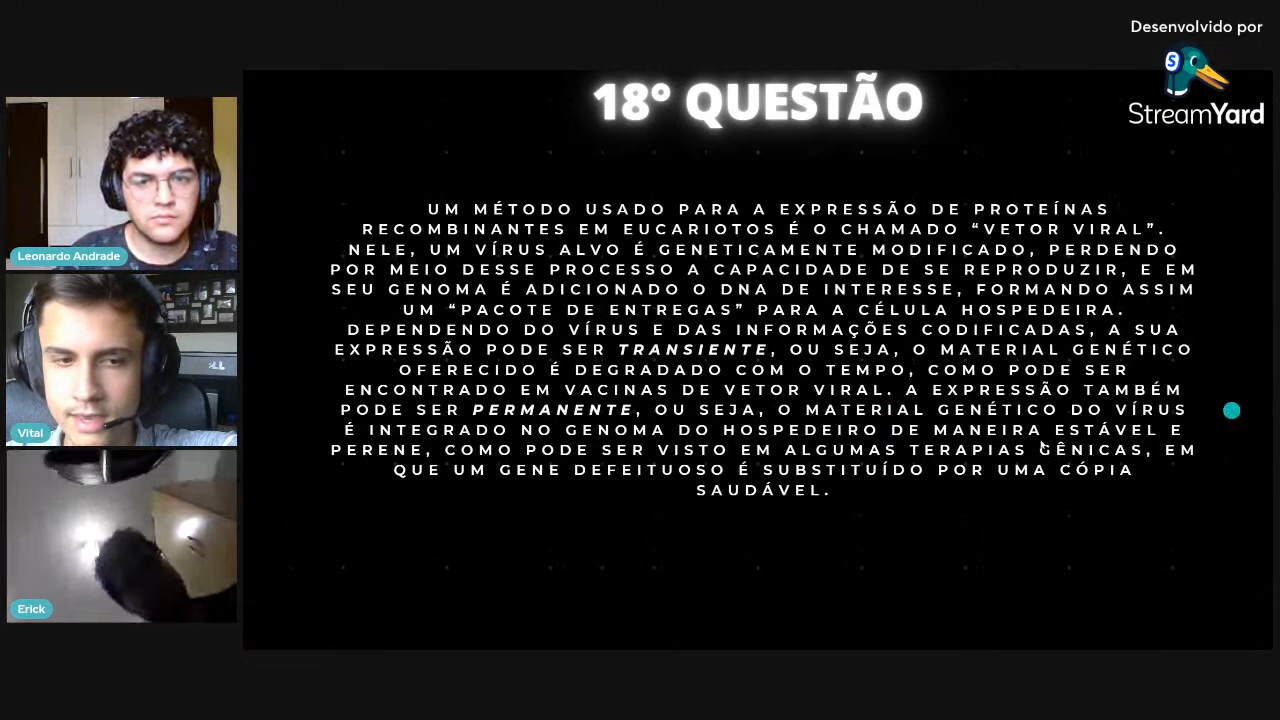 Desenvolvido por
StreamYard
18° QUESTÃO
UM MÉTODO USADO PARA A EXPRESSÃO DE PROTEÍNAS
RECOMBINANTES EM EUCARIOTOS É O CHAMADO “VETOR VIRAL”.
NELE, UM VÍRUS ALVO É GENETICAMENTE MODIFICADO, PERDENDO
POR MEIO DESSE PROCESSO A CAPACIDADE DE SE REPRODUZIR, E EM
SEU GENOMA É ADICIONADO O DNA DE INTERESSE, FORMANDO ASSIM
UM “PACOTE DE ENTREGAS” PARA A CÉLULA HOSPEDEIRA.
DEPENDENDO DO VÍRUS E DAS INFORMAÇÕES CODIFICADAS, A SUA
EXPRESSÃO PODE SER TRANSIENTE, OU SEJA, O MATERIAL GENÉTICO
OFERECIDO É DEGRADADO COM O TEMPO, COMO PODE SER
ENCONTRADO EM VACINAS DE VETOR VIRAL. A EXPRESSÃO TAMBÉM
PODE SER PERMANENTE, OU SEJA, O MATERIAL GENÉTICO DO VÍRUS
É INTEGRADO NO GENOMA DO HOSPEDEIRO DE MANEIRA ESTÁVEL E
PERENE, COMO PODE SER VISTO EM ALGUMAS TERAPIAS GÊNICAS, EM
QUE UM GENE DEFEITUOSO É SUBSTITUÍDO POR UMA CÓPIA
SAUDÁVEL.
Leonardo Andrade
Vital
Erick